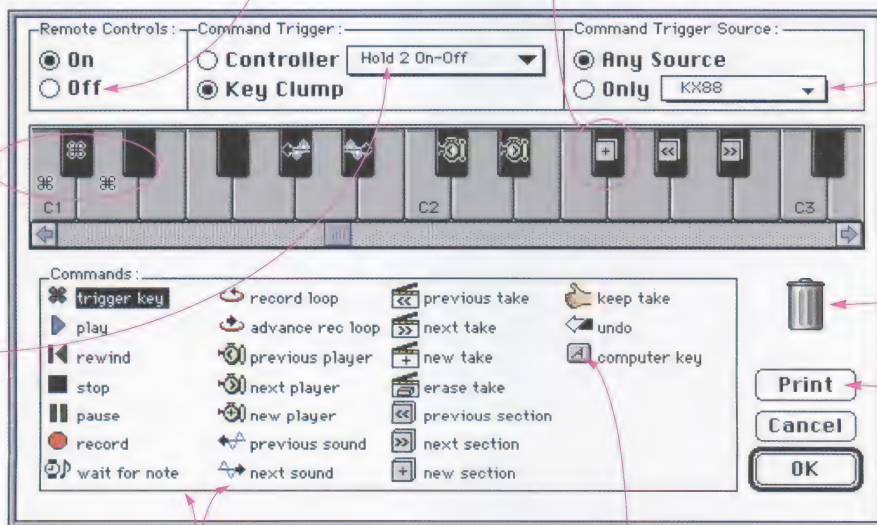 Remote Controls:
On
Off
Command Trigger:
Controller
Hold 2 On-Off
Key Clump
Command Trigger Source:
Any Source
Only
KX88
C1
C2
C3
Commands:
trigger key
play
rewind
stop
pause
record
wait for note
record loop
advance rec loop
previous player
next player
new player
previous sound
next sound
previous take
next take
new take
erase take
previous section
next section
new section
keep take
undo
A computer key
Print
Cancel
OK